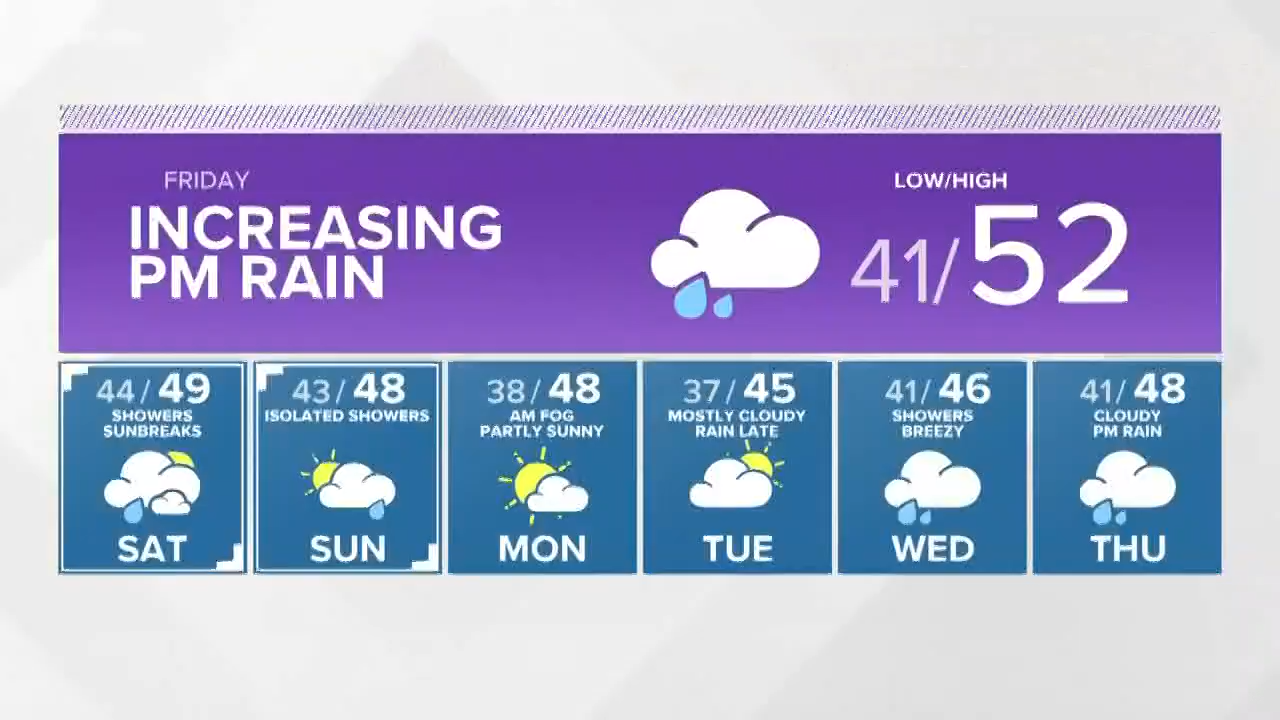 FRIDAY
INCREASING
PM RAIN
LOW/HIGH
41/52
44/49
SHOWERS
SUNBREAKS
SAT
43/48
ISOLATED SHOWERS
SUN
38/48
AM FOG
PARTLY SUNNY
MON
37/45
MOSTLY CLOUDY
RAIN LATE
TUE
41/46
SHOWERS
BREEZY
WED
41/48
CLOUDY
PM RAIN
THU